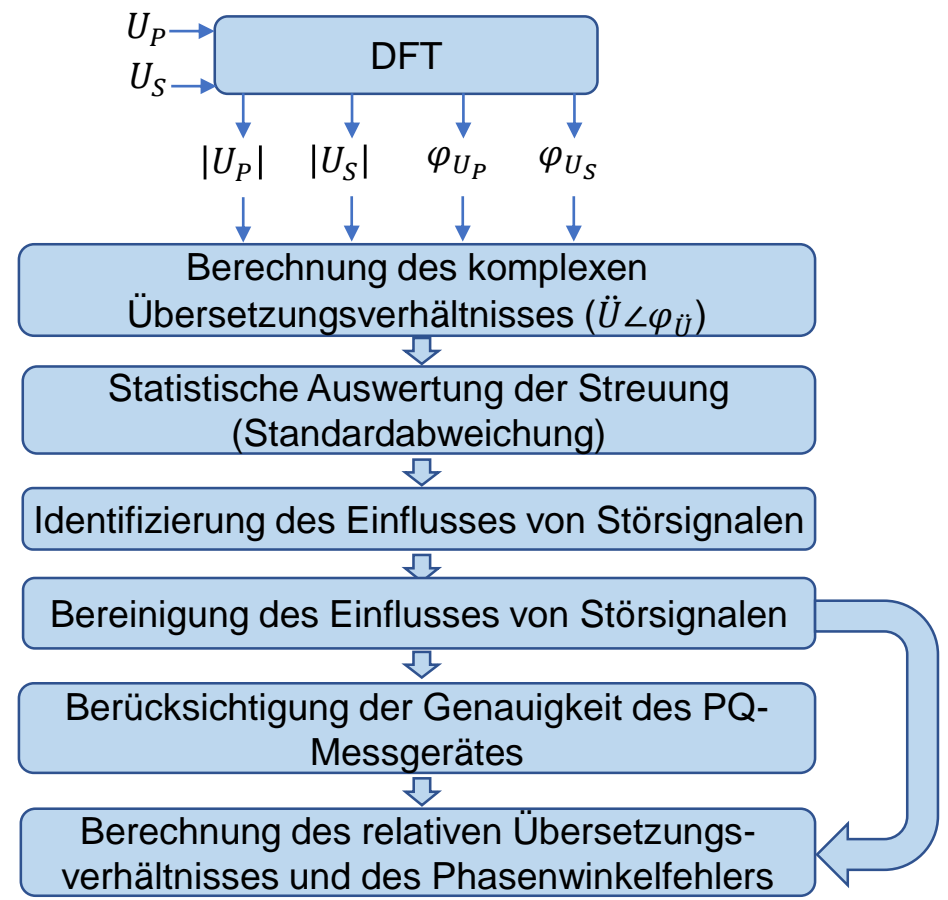 U_P
DFT
U_S
|U_P| |U_S| φ_{U_P} φ_{U_S}
Berechnung des komplexen
Übersetzungsverhältnisses (Ü∠φ_Ü)
Statistische Auswertung der Streuung
(Standardabweichung)
Identifizierung des Einflusses von Störsignalen
Bereinigung des Einflusses von Störsignalen
Berücksichtigung der Genauigkeit des PQ-
Messgerätes
Berechnung des relativen Übersetzungs-
verhältnisses und des Phasenwinkelfehlers